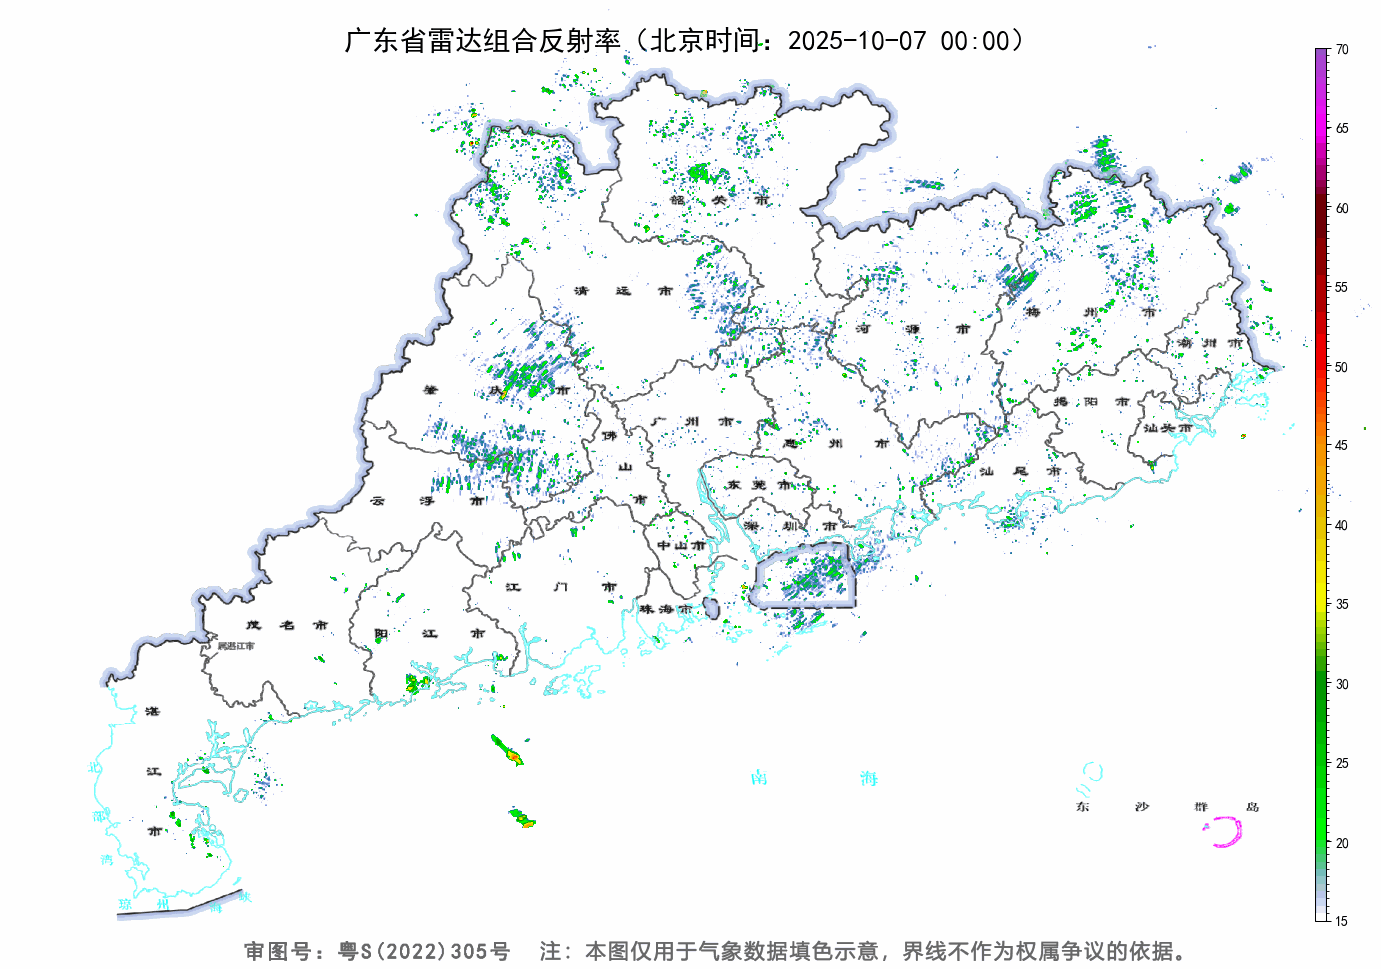 广东省雷达组合反射率（北京时间：2025-10-07 00:00）
70
65
60
55
50
45
40
35
30
25
20
15
韶 关 市
清 远 市
河 源 市
梅 州 市
潮 州 市
肇 庆 市
广 州 市
佛 山 市
惠 州 市
揭 阳 市
汕头市
汕 尾 市
东 莞 市
云 浮 市
深 圳 市
中山市
江 门 市
珠海市
茂 名 市
阳 江 市
属湛江市
湛 江 市
北 部 湾
琼 州 海 峡
南 海
东 沙 群 岛
审图号：粤S(2022)305号 注：本图仅用于气象数据填色示意，界线不作为权属争议的依据。